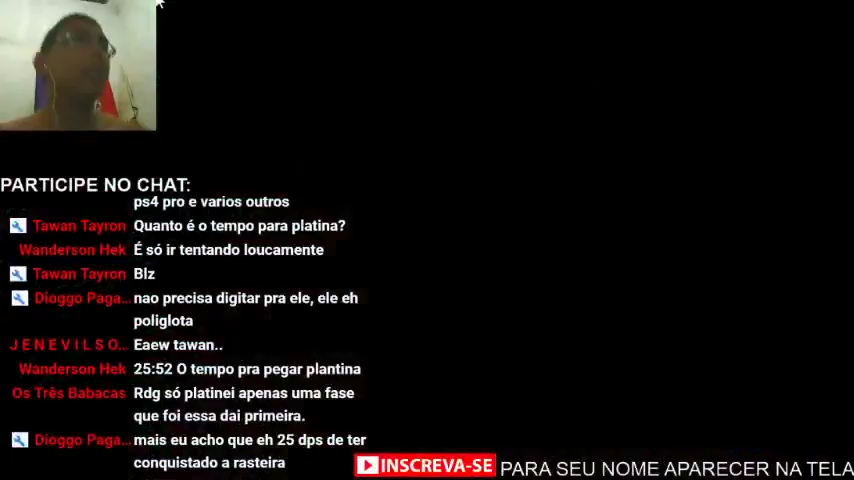 PARTICIPE NO CHAT:
ps4 pro e varios outros
Tawan Tayron Quanto é o tempo para platina?
Wanderson Hek É só ir tentando loucamente
Tawan Tayron Blz
Dioggo Paga... nao precisa digitar pra ele, ele eh
poliglota
J E N E V I L S O... Eaew tawan..
Wanderson Hek 25:52 O tempo pra pegar plantina
Os Três Babacas Rdg só platinei apenas uma fase
que foi essa dai primeira.
Dioggo Paga... mais eu acho que eh 25 dps de ter
conquistado a rasteira
INSCREVA-SE PARA SEU NOME APARECER NA TELA